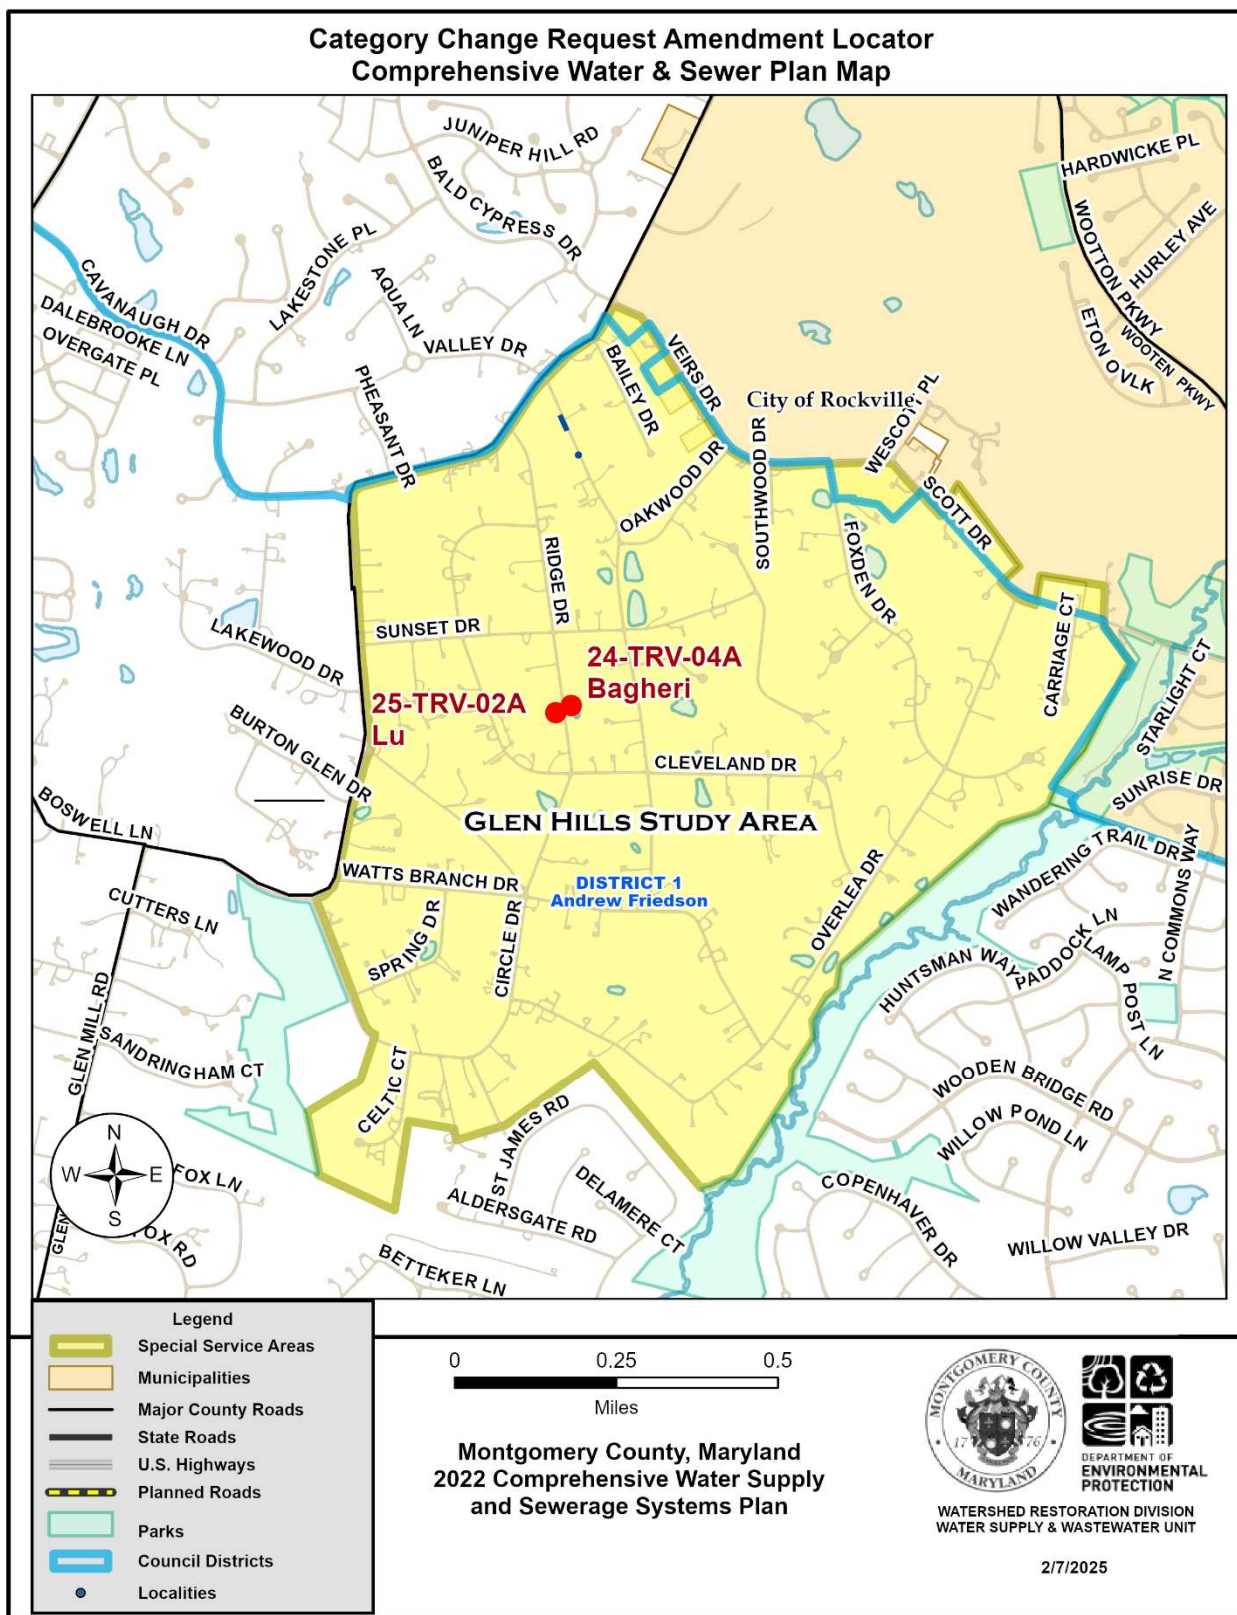 Category Change Request Amendment Locator
Comprehensive Water & Sewer Plan Map
JUNIPER HILL RD
BALD CYPRESS DR
HARDWICKE PL
WOOTTON PKWY
HURLEY AVE
LAKESTONE PL
AQUA LN
CAVANAUGH DR
DALEBROOKE LN
OVERGATE PL
VALLEY DR
ETON OVLK
WOOTEN PKWY
PHEASANT DR
BAILEY DR
VEIRS DR
City of Rockville
WESCOTT PL
OAKWOOD DR
SOUTHWOOD DR
SCOTT DR
FOXDEN DR
RIDGE DR
SUNSET DR
LAKEWOOD DR
CARRIAGE CT
STARLIGHT CT
24-TRV-04A
Bagheri
25-TRV-02A
Lu
BURTON GLEN DR
CLEVELAND DR
SUNRISE DR
BOSWELL LN
GLEN HILLS STUDY AREA
WANDERING TRAIL DR
N COMMONS WAY
WATTS BRANCH DR
DISTRICT 1
Andrew Friedson
CUTTERS LN
SPRING DR
CIRCLE DR
OVERLEA DR
HUNTSMAN WAY
PADDOCK LN
LAMP POST LN
GLEN MILL RD
SANDRINGHAM CT
CELTIC CT
ST JAMES RD
WOODEN BRIDGE RD
WILLOW POND LN
N
W E
S
FOX LN
GLEN
FOX RD
ALDERSGATE RD
DELAMERE CT
COPENHAVER DR
WILLOW VALLEY DR
BETTEKER LN
Legend
Special Service Areas
Municipalities
Major County Roads
State Roads
U.S. Highways
Planned Roads
Parks
Council Districts
Localities
0 0.25 0.5
Miles
Montgomery County, Maryland
2022 Comprehensive Water Supply
and Sewerage Systems Plan
MONTGOMERY COUNTY
17 76
MARYLAND
DEPARTMENT OF
ENVIRONMENTAL
PROTECTION
WATERSHED RESTORATION DIVISION
WATER SUPPLY & WASTEWATER UNIT
2/7/2025